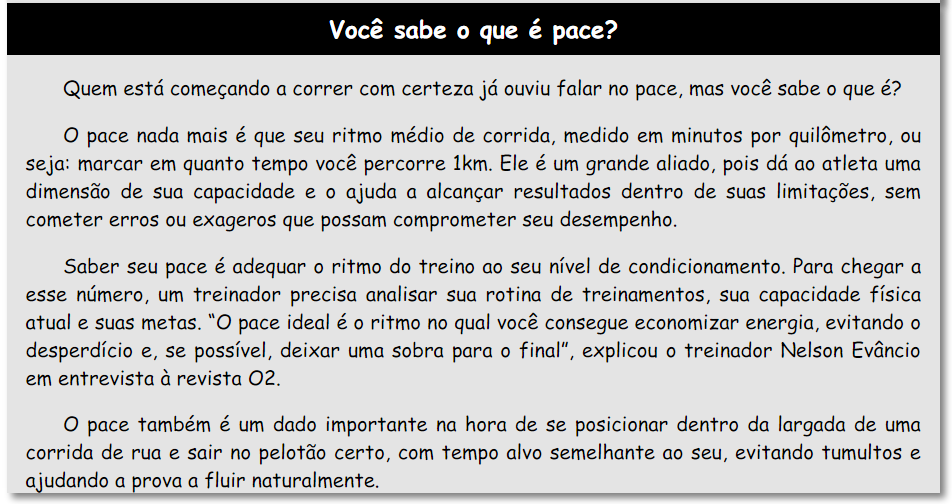 Você sabe o que é pace?
Quem está começando a correr com certeza já ouviu falar no pace, mas você sabe o que é?
O pace nada mais é que seu ritmo médio de corrida, medido em minutos por quilômetro, ou
seja: marcar em quanto tempo você percorre 1km. Ele é um grande aliado, pois dá ao atleta uma
dimensão de sua capacidade e o ajuda a alcançar resultados dentro de suas limitações, sem
cometer erros ou exageros que possam comprometer seu desempenho.
Saber seu pace é adequar o ritmo do treino ao seu nível de condicionamento. Para chegar a
esse número, um treinador precisa analisar sua rotina de treinamentos, sua capacidade física
atual e suas metas. “O pace ideal é o ritmo no qual você consegue economizar energia, evitando o
desperdício e, se possível, deixar uma sobra para o final”, explicou o treinador Nelson Evâncio
em entrevista à revista O2.
O pace também é um dado importante na hora de se posicionar dentro da largada de uma
corrida de rua e sair no pelotão certo, com tempo alvo semelhante ao seu, evitando tumultos e
ajudando a prova a fluir naturalmente.